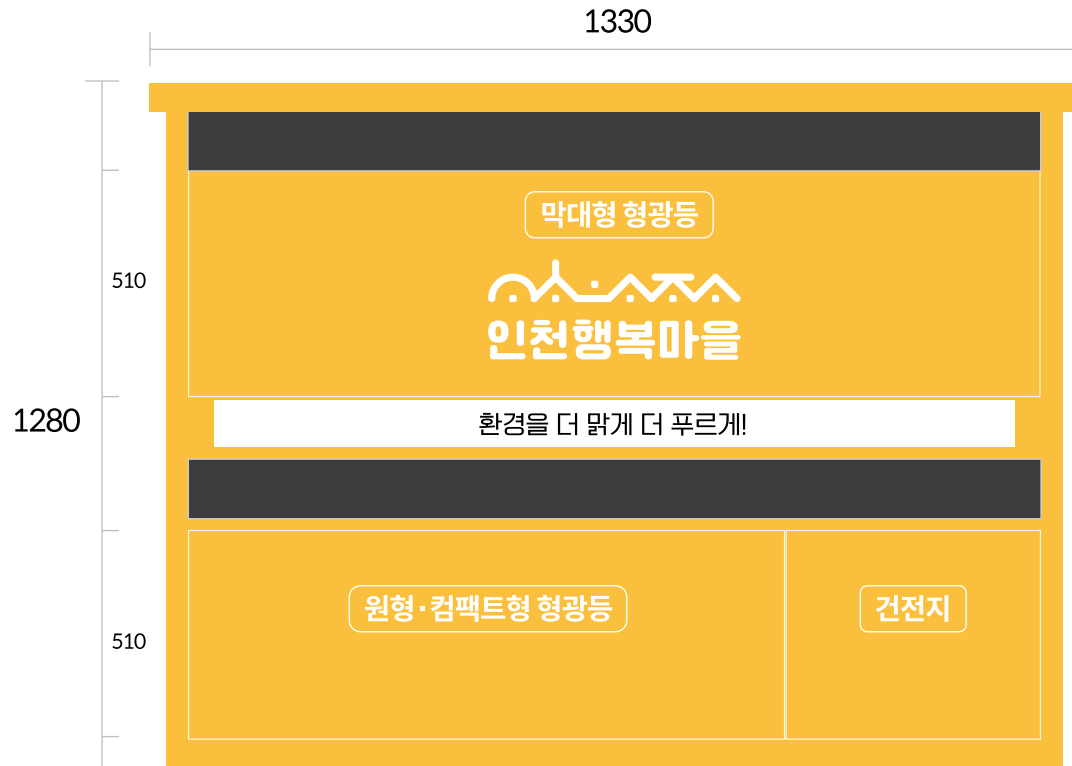 1330
막대형 형광등
510
인천행복마을
1280
환경을 더 맑게 더 푸르게!
원형·컴팩트형 형광등
건전지
510